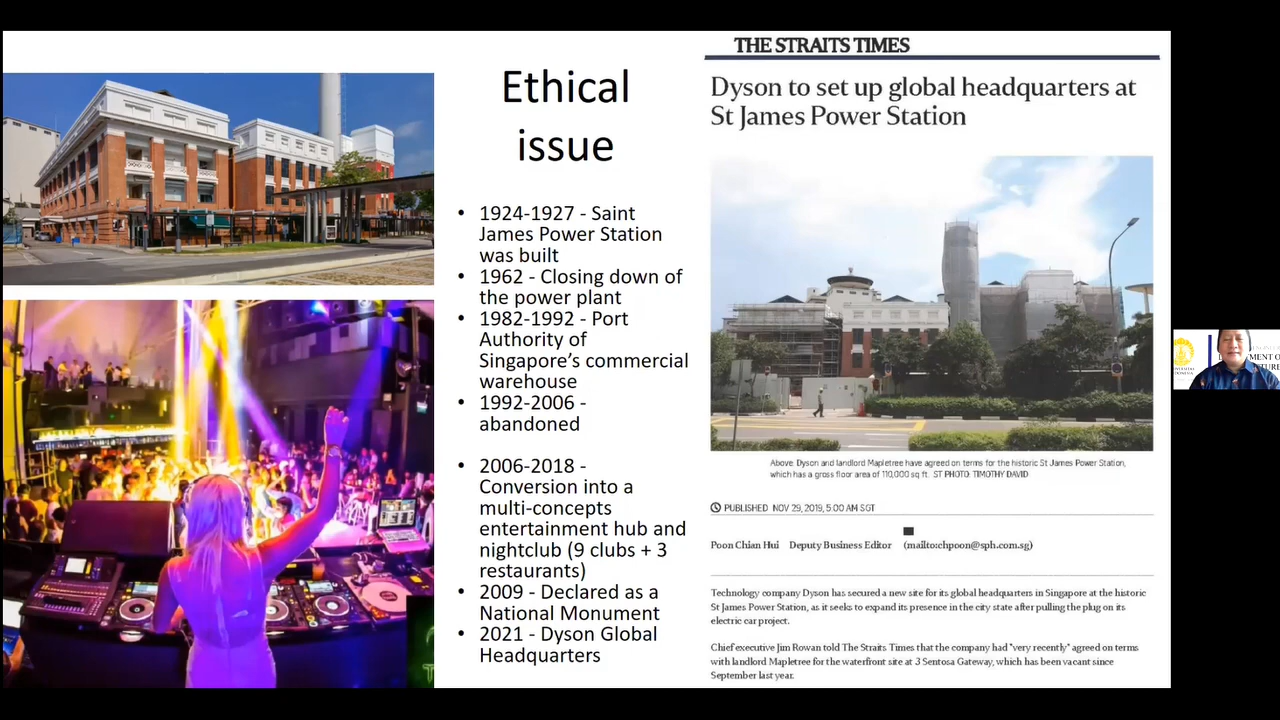 Ethical
issue
• 1924-1927 - Saint
James Power Station
was built
• 1962 - Closing down of
the power plant
• 1982-1992 - Port
Authority of
Singapore’s commercial
warehouse
• 1992-2006 -
abandoned
• 2006-2018 -
Conversion into a
multi-concepts
entertainment hub and
nightclub (9 clubs + 3
restaurants)
• 2009 - Declared as a
National Monument
• 2021 - Dyson Global
Headquarters
THE STRAITS TIMES
Dyson to set up global headquarters at
St James Power Station
Above: Dyson and landlord Mapletree have agreed on terms for the historic St James Power Station,
which has a gross floor area of 110,000 sq ft. ST PHOTO: TIMOTHY DAVID
PUBLISHED NOV 29, 2019, 5:00 AM SGT
Poon Chian Hui Deputy Business Editor (mailto:chpoon@sph.com.sg)
Technology company Dyson has secured a new site for its global headquarters in Singapore at the historic
St James Power Station, as it seeks to expand its presence in the city state after pulling the plug on its
electric car project.
Chief executive Jim Rowan told The Straits Times that the company had "very recently" agreed on terms
with landlord Mapletree for the waterfront site at 3 Sentosa Gateway, which has been vacant since
September last year.